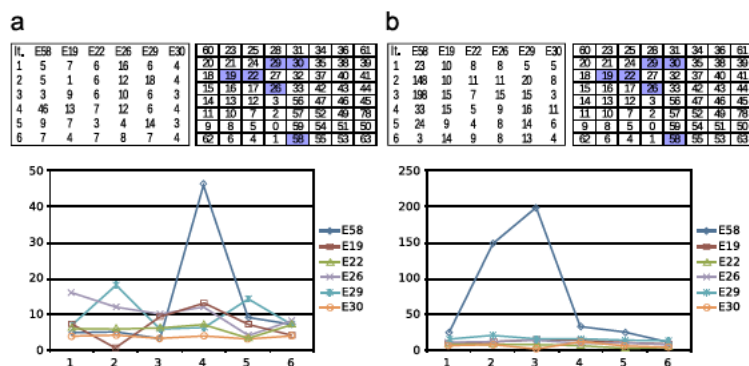 a
It. E58 E19 E22 E26 E29 E30
1 5 7 6 16 6 4
2 5 1 6 12 18 4
3 3 9 6 10 6 3
4 46 13 7 12 6 4
5 9 7 3 4 14 3
6 7 4 7 8 7 4
60 23 25 28 31 34 36 61
20 21 24 29 30 35 38 39
18 19 22 27 32 37 40 41
15 16 17 26 33 42 43 44
14 13 12 3 56 47 46 45
11 10 7 2 57 52 49 78
9 8 5 0 59 54 51 50
62 6 4 1 58 55 53 63
50
40
30
20
10
0
1 2 3 4 5 6
E58
E19
E22
E26
E29
E30
b
It. E58 E19 E22 E26 E29 E30
1 23 10 8 8 5 5
2 148 10 11 11 20 8
3 198 15 7 15 15 3
4 33 15 5 9 16 11
5 24 9 4 8 14 6
6 3 14 9 8 13 4
60 23 25 28 31 34 36 61
20 21 24 29 30 35 38 39
18 19 22 27 32 37 40 41
15 16 17 26 33 42 43 44
14 13 12 3 56 47 46 45
11 10 7 2 57 52 49 78
9 8 5 0 59 54 51 50
62 6 4 1 58 55 53 63
250
200
150
100
50
0
1 2 3 4 5 6
E58
E19
E22
E26
E29
E30